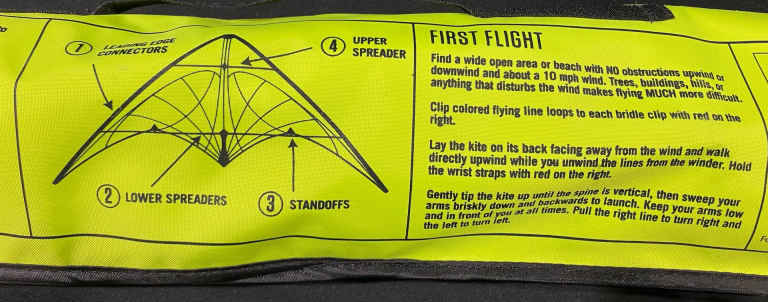 1 LEADING EDGE
CONNECTORS
4 UPPER
SPREADER
2 LOWER SPREADERS
3 STANDOFFS
FIRST FLIGHT
Find a wide open area or beach with NO obstructions upwind or
downwind and about a 10 mph wind. Trees, buildings, hills, or
anything that disturbs the wind makes flying MUCH more difficult.
Clip colored flying line loops to each bridle clip with red on the
right.
Lay the kite on its back facing away from the wind and walk
directly upwind while you unwind the lines from the winder. Hold
the wrist straps with red on the right.
Gently tip the kite up until the spine is vertical, then sweep your
arms briskly down and backwards to launch. Keep your arms low
and in front of you at all times. Pull the right line to turn right and
the left to turn left.